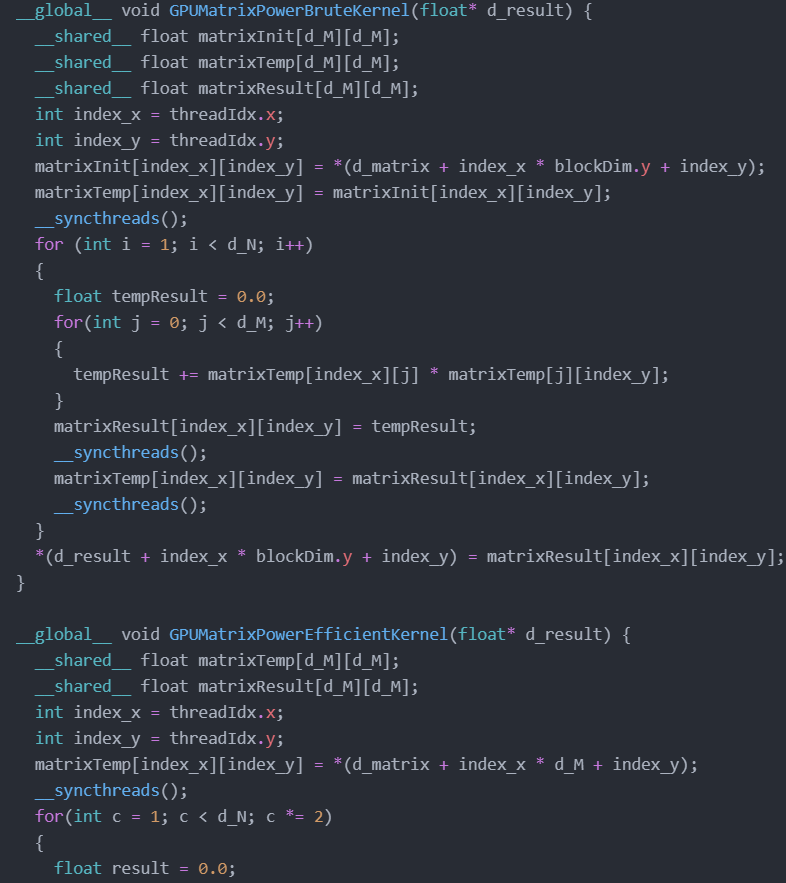 __global__ void GPUMatrixPowerBruteKernel(float* d_result) {
  __shared__ float matrixInit[d_M][d_M];
  __shared__ float matrixTemp[d_M][d_M];
  __shared__ float matrixResult[d_M][d_M];
  int index_x = threadIdx.x;
  int index_y = threadIdx.y;
  matrixInit[index_x][index_y] = *(d_matrix + index_x * blockDim.y + index_y);
  matrixTemp[index_x][index_y] = matrixInit[index_x][index_y];
  __syncthreads();
  for (int i = 1; i < d_N; i++)
  {
    float tempResult = 0.0;
    for(int j = 0; j < d_M; j++)
    {
      tempResult += matrixTemp[index_x][j] * matrixTemp[j][index_y];
    }
    matrixResult[index_x][index_y] = tempResult;
    __syncthreads();
    matrixTemp[index_x][index_y] = matrixResult[index_x][index_y];
    __syncthreads();
  }
  *(d_result + index_x * blockDim.y + index_y) = matrixResult[index_x][index_y];
}

__global__ void GPUMatrixPowerEfficientKernel(float* d_result) {
  __shared__ float matrixTemp[d_M][d_M];
  __shared__ float matrixResult[d_M][d_M];
  int index_x = threadIdx.x;
  int index_y = threadIdx.y;
  matrixTemp[index_x][index_y] = *(d_matrix + index_x * d_M + index_y);
  __syncthreads();
  for(int c = 1; c < d_N; c *= 2)
  {
    float result = 0.0;